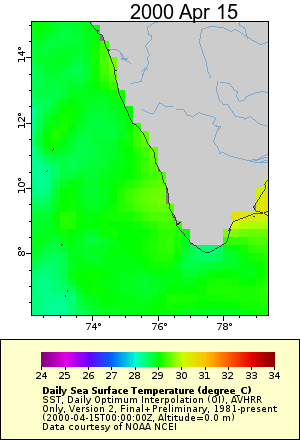 2000 Apr 15
14°
12°
10°
8°
74° 76° 78°
24 25 26 27 28 29 30 31 32 33 34
Daily Sea Surface Temperature (degree_C)
SST, Daily Optimum Interpolation (OI), AVHRR
Only, Version 2, Final+Preliminary, 1981-present
(2000-04-15T00:00:00Z, Altitude=0.0 m)
Data courtesy of NOAA NCEI